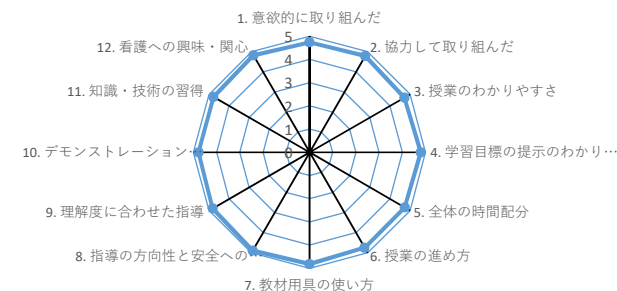 1. 意欲的に取り組んだ
2. 協力して取り組んだ
3. 授業のわかりやすさ
4. 学習目標の提示のわかり…
5. 全体の時間配分
6. 授業の進め方
7. 教材用具の使い方
8. 指導の方向性と安全への…
9. 理解度に合わせた指導
10. デモンストレーション…
11. 知識・技術の習得
12. 看護への興味・関心
5
4
3
2
1
0